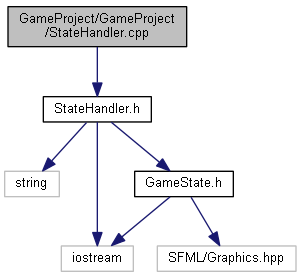 GameProject/GameProject
/StateHandler.cpp
StateHandler.h
string
GameState.h
iostream
SFML/Graphics.hpp